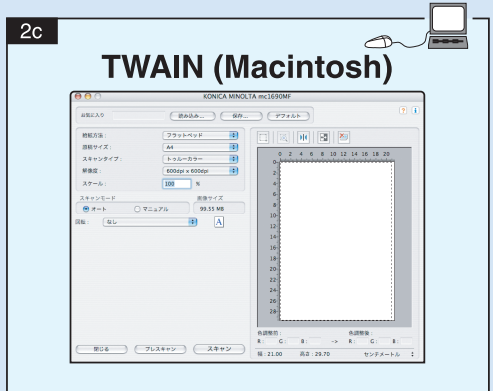 2c
TWAIN (Macintosh)
KONICA MINOLTA mc1690MF
お気に入り 読み込み... 保存... デフォルト
? i
給紙方法： フラットベッド
原稿サイズ： A4
スキャンタイプ： トゥルーカラー
解像度： 600dpi x 600dpi
スケール： 100 %
スキャンモード 画像サイズ
オート マニュアル 99.55 MB
回転： なし A
0 2 4 6 8 10 12 14 16 18 20
0
2
4
6
8
10
12
14
16
18
20
22
24
26
28
色調整前： 色調整後：
R： G： B： -> R： G： B：
幅：21.00 高さ：29.70 センチメートル
閉じる プレスキャン スキャン